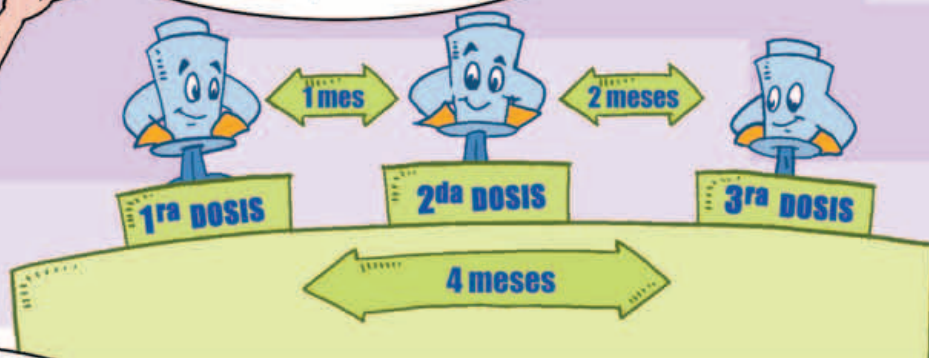 1 mes
2 meses
1ra DOSIS
2da DOSIS
3ra DOSIS
4 meses